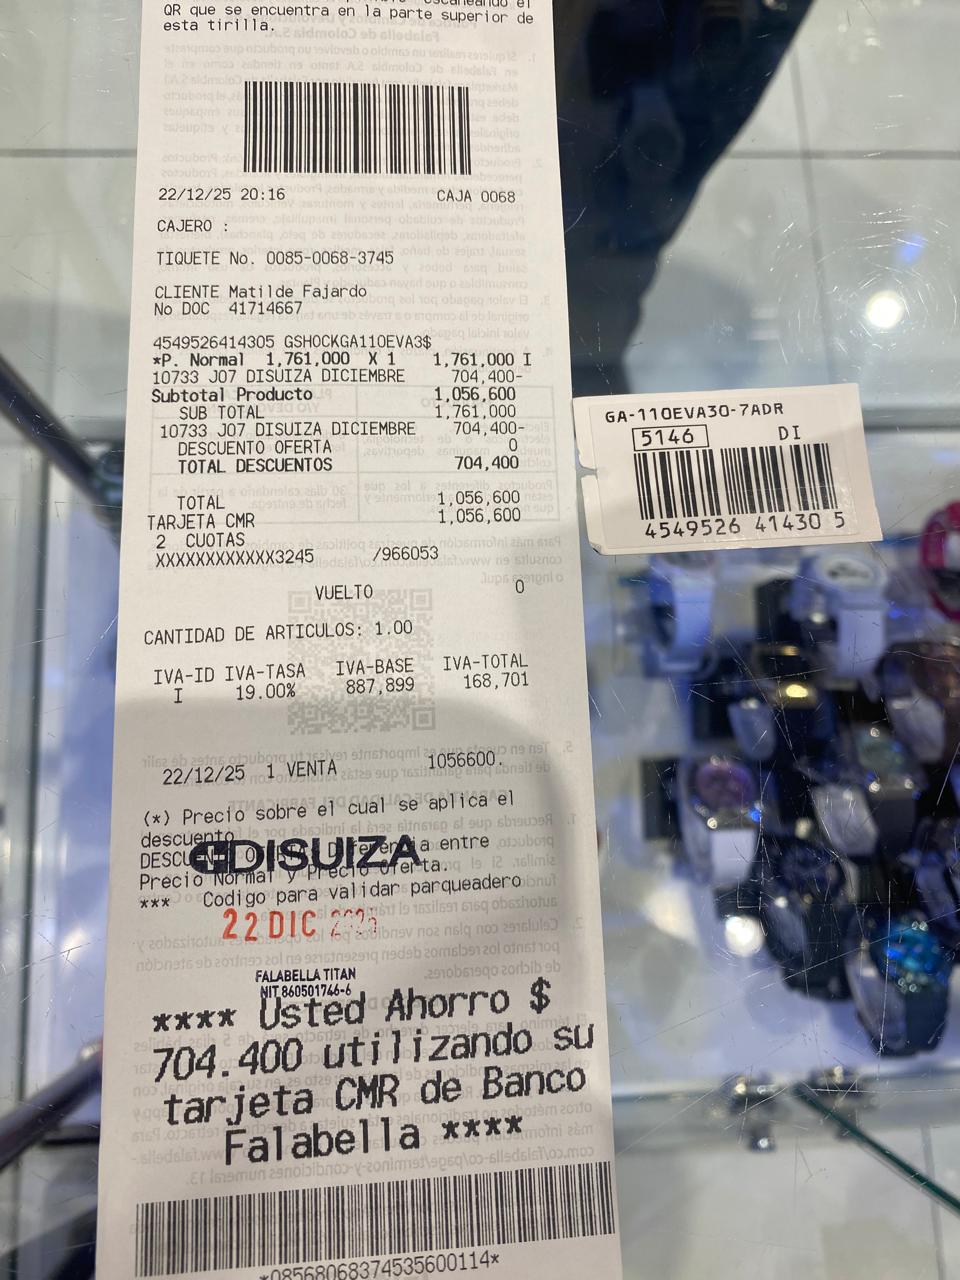 QR que se encuentra en la parte superior de
esta tirilla.
22/12/25 20:16 CAJA 0068
CAJERO :
TIQUETE No. 0085-0068-3745
CLIENTE Matilde Fajardo
No DOC 41714667
4549526414305 GSHOCKGA110EVA3$
*P. Normal 1,761,000 X 1 1,761,000 I
10733 J07 DISUIZA DICIEMBRE 704,400-
Subtotal Producto 1,056,600
SUB TOTAL 1,761,000
10733 J07 DISUIZA DICIEMBRE 704,400-
DESCUENTO OFERTA 0
TOTAL DESCUENTOS 704,400
TOTAL 1,056,600
TARJETA CMR 1,056,600
2 CUOTAS
XXXXXXXXXXXX3245 /966053
VUELTO 0
CANTIDAD DE ARTICULOS: 1.00
IVA-ID IVA-TASA IVA-BASE IVA-TOTAL
I 19.00% 887,899 168,701
22/12/25 1 VENTA 1056600.
(*) Precio sobre el cual se aplica el
descuento
DISUIZA
entre
Precio Normal y Precio Oferta.
*** Codigo para validar parqueadero
22 DIC
FALABELLA TITAN
NIT 860501746-6
**** Usted Ahorro $
704.400 utilizando su
tarjeta CMR de Banco
Falabella ****
*08568068374535600114*
GA-110EVA30-7ADR
5146 DI
4549526 41430 5